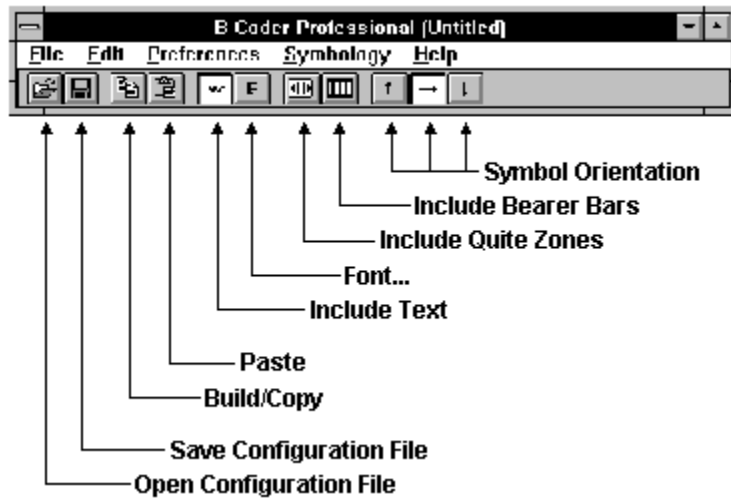 B Coder Professional (Untitled)
File Edit Preferences Symbology Help
F
Symbol Orientation
Include Bearer Bars
Include Quite Zones
Font...
Include Text
Paste
Build/Copy
Save Configuration File
Open Configuration File